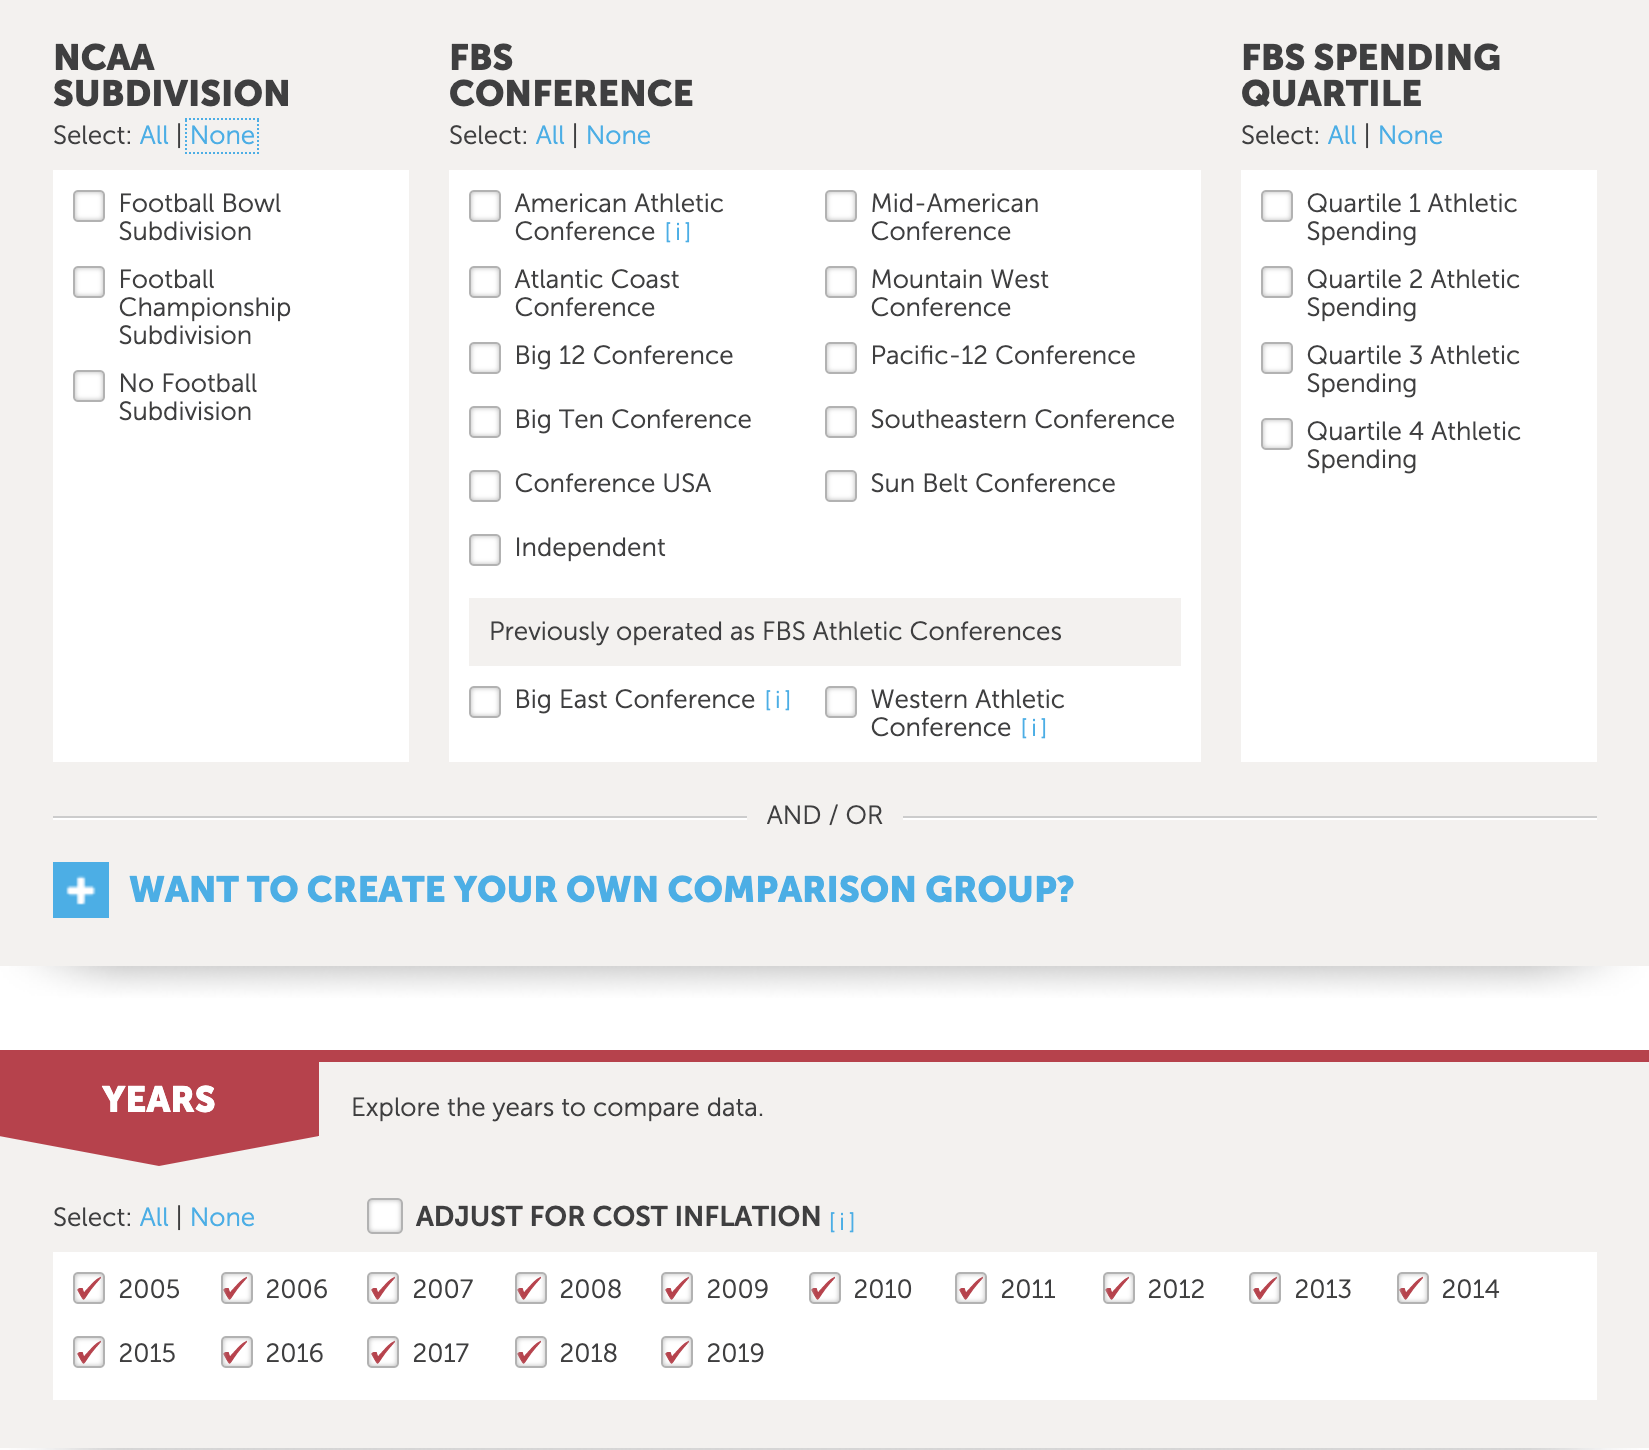 NCAA
SUBDIVISION
Select: All | None
Football Bowl
Subdivision
Football
Championship
Subdivision
No Football
Subdivision
FBS
CONFERENCE
Select: All | None
American Athletic
Conference [i]
Atlantic Coast
Conference
Big 12 Conference
Big Ten Conference
Conference USA
Independent
Mid-American
Conference
Mountain West
Conference
Pacific-12 Conference
Southeastern Conference
Sun Belt Conference
Previously operated as FBS Athletic Conferences
Big East Conference [i]
Western Athletic
Conference [i]
FBS SPENDING
QUARTILE
Select: All | None
Quartile 1 Athletic
Spending
Quartile 2 Athletic
Spending
Quartile 3 Athletic
Spending
Quartile 4 Athletic
Spending
AND / OR
WANT TO CREATE YOUR OWN COMPARISON GROUP?
YEARS
Explore the years to compare data.
Select: All | None
ADJUST FOR COST INFLATION [i]
2005 2006 2007 2008 2009 2010 2011 2012 2013 2014
2015 2016 2017 2018 2019